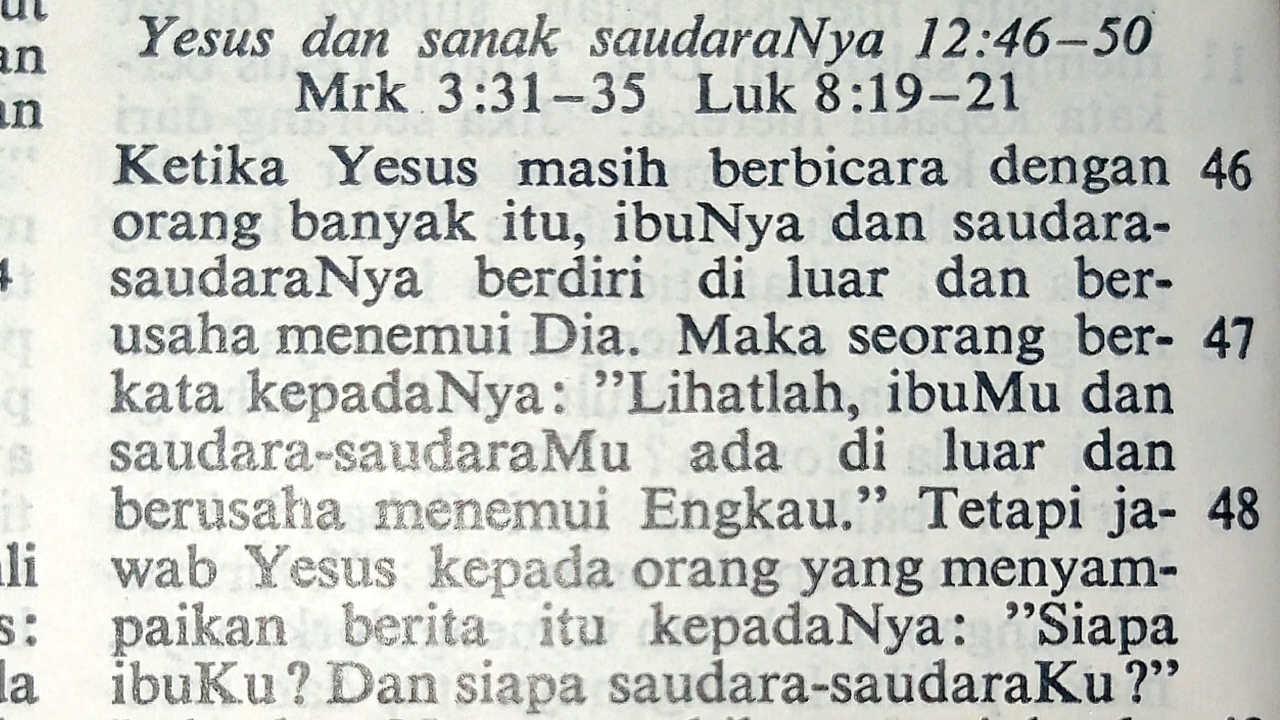 Yesus dan sanak saudaraNya 12:46–50
Mrk 3:31–35 Luk 8:19–21
Ketika Yesus masih berbicara dengan 46
orang banyak itu, ibuNya dan saudara-
saudaraNya berdiri di luar dan ber-
usaha menemui Dia. Maka seorang ber- 47
kata kepadaNya: ”Lihatlah, ibuMu dan
saudara-saudaraMu ada di luar dan
berusaha menemui Engkau.” Tetapi ja- 48
wab Yesus kepada orang yang menyam-
paikan berita itu kepadaNya: ”Siapa
ibuKu? Dan siapa saudara-saudaraKu?”